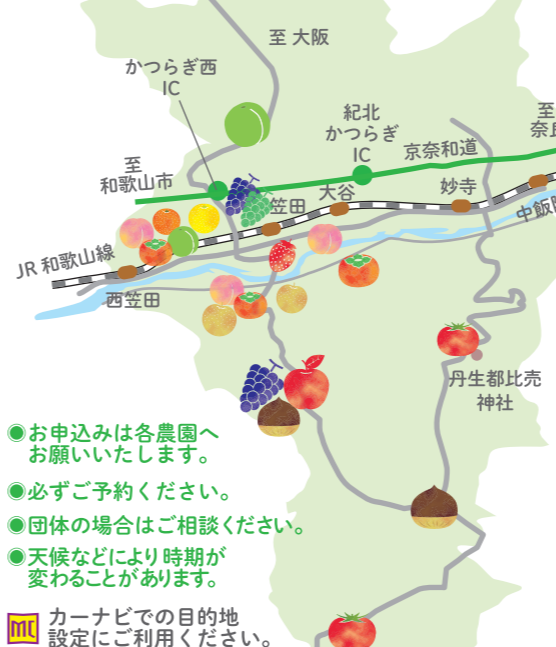 至 大阪
かつらぎ西
IC
紀北
かつらぎ
IC
京奈和道
至
和歌山市
笠田
大谷
妙寺
JR 和歌山線
西笠田
丹生都比売
神社
◉お申込みは各農園へ
お願いいたします。
◉必ずご予約ください。
◉団体の場合はご相談ください。
◉天候などにより時期が
変わることがあります。
MC カーナビでの目的地
設定にご利用ください。